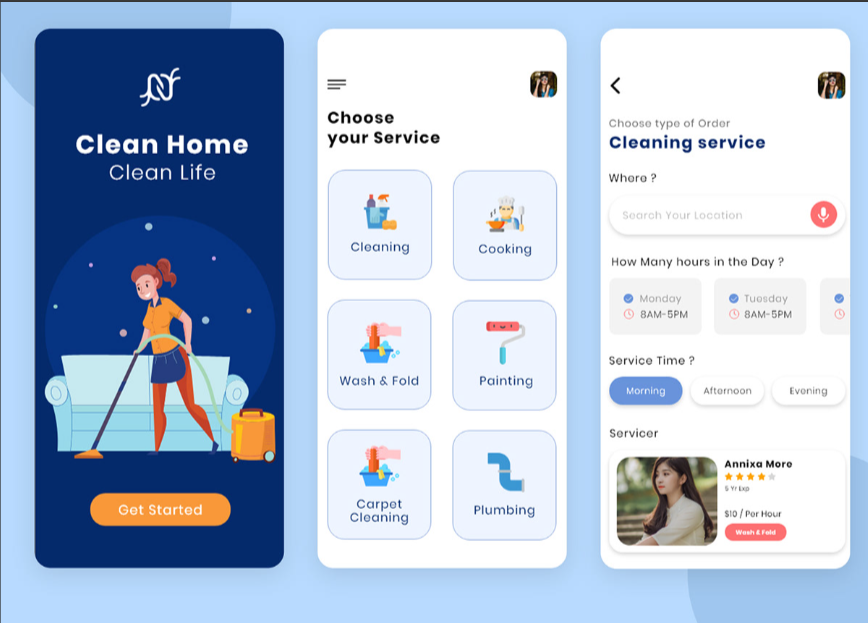 Clean Home
Clean Life
Get Started
Choose
your Service
Cleaning
Cooking
Wash & Fold
Painting
Carpet
Cleaning
Plumbing
Choose type of Order
Cleaning service
Where ?
Search Your Location
How Many hours in the Day ?
Monday
8AM-5PM
Tuesday
8AM-5PM
Service Time ?
Morning
Afternoon
Evening
Servicer
Annixa More
5 Yr Exp
$10 / Per Hour
Wash & Fold